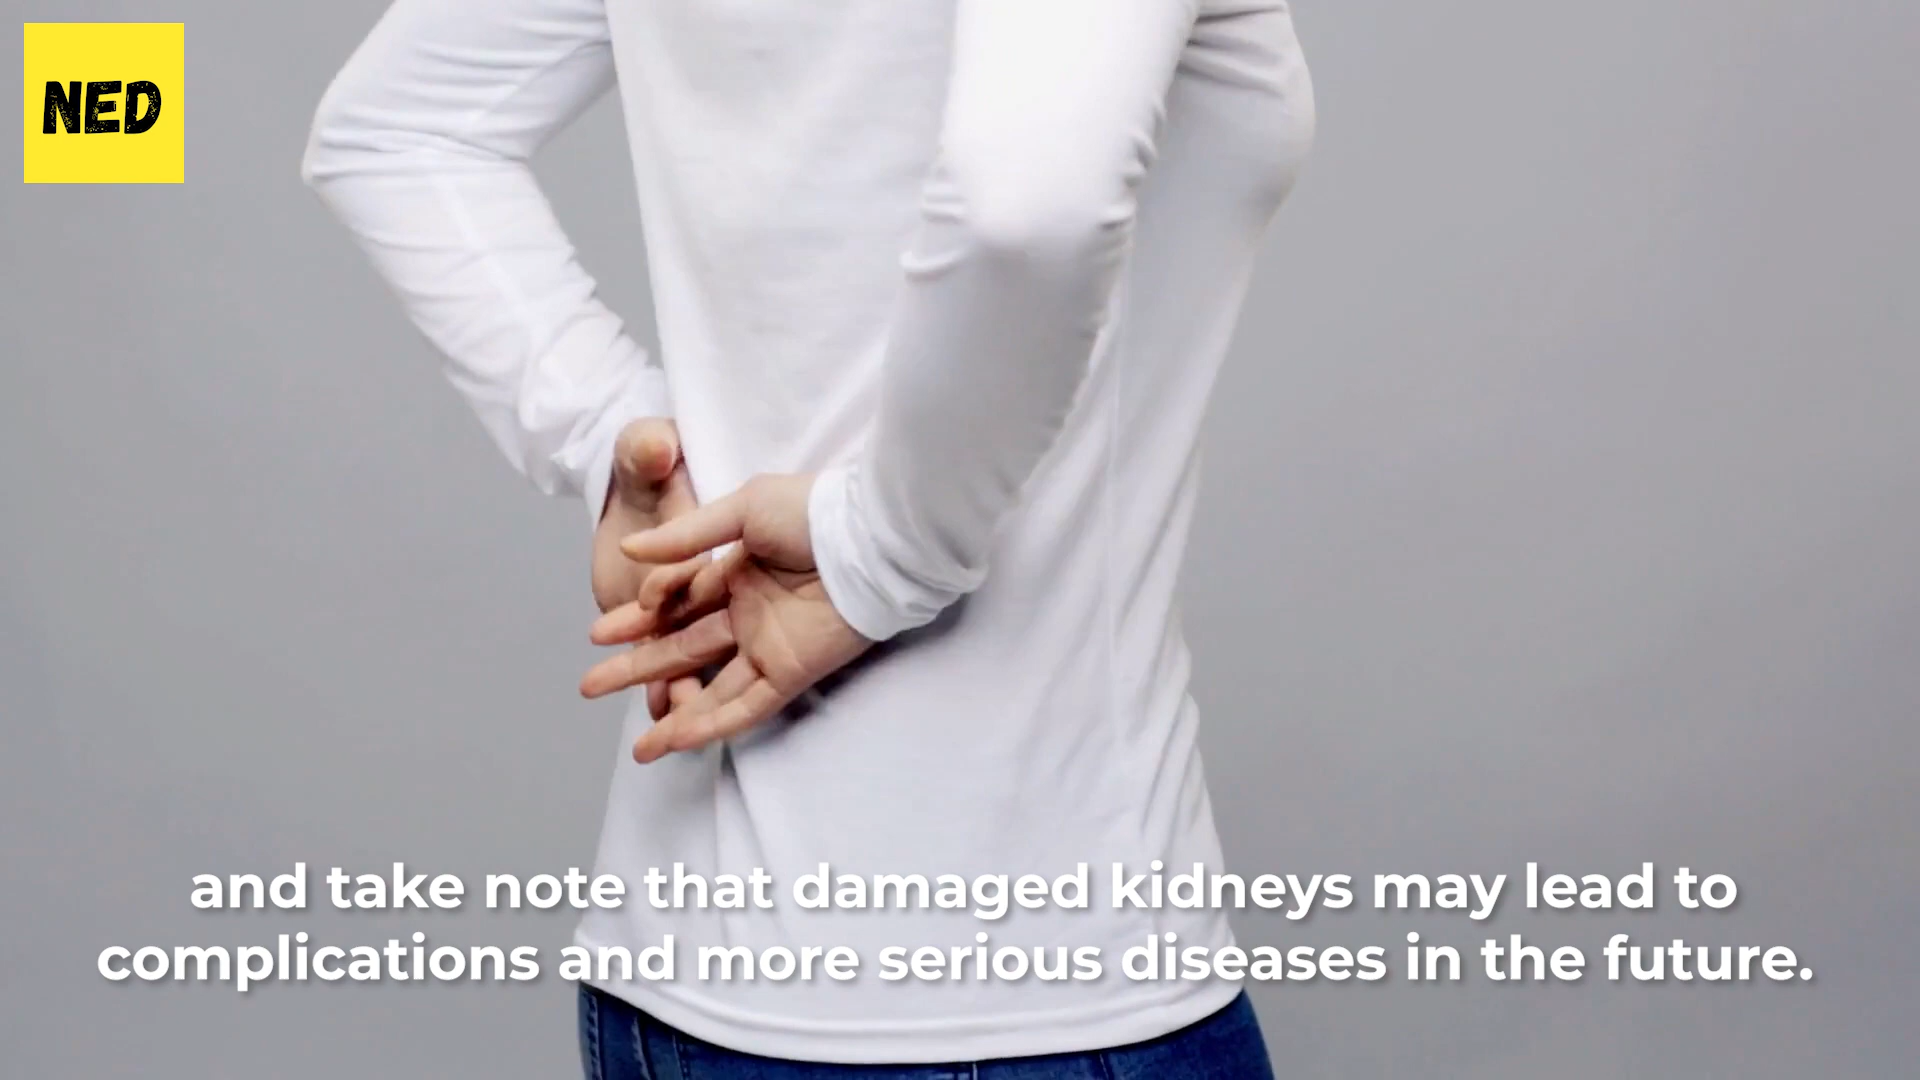 NED
and take note that damaged kidneys may lead to
complications and more serious diseases in the future.